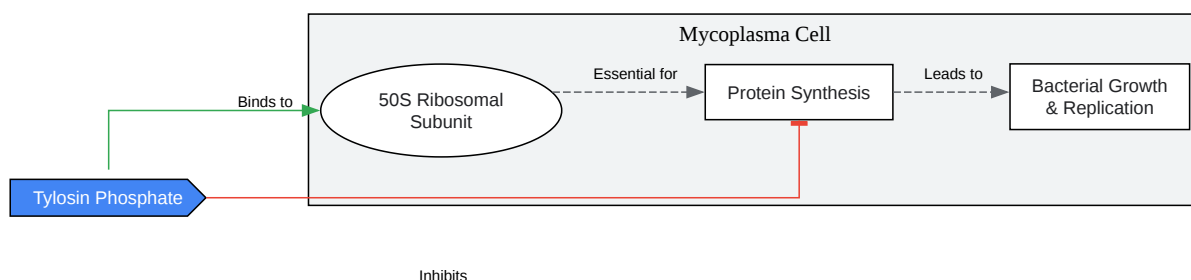 Mycoplasma Cell
Essential for
Leads to
Binds to
50S Ribosomal
Subunit
Protein Synthesis
Bacterial Growth
& Replication
Tylosin Phosphate
Inhibits